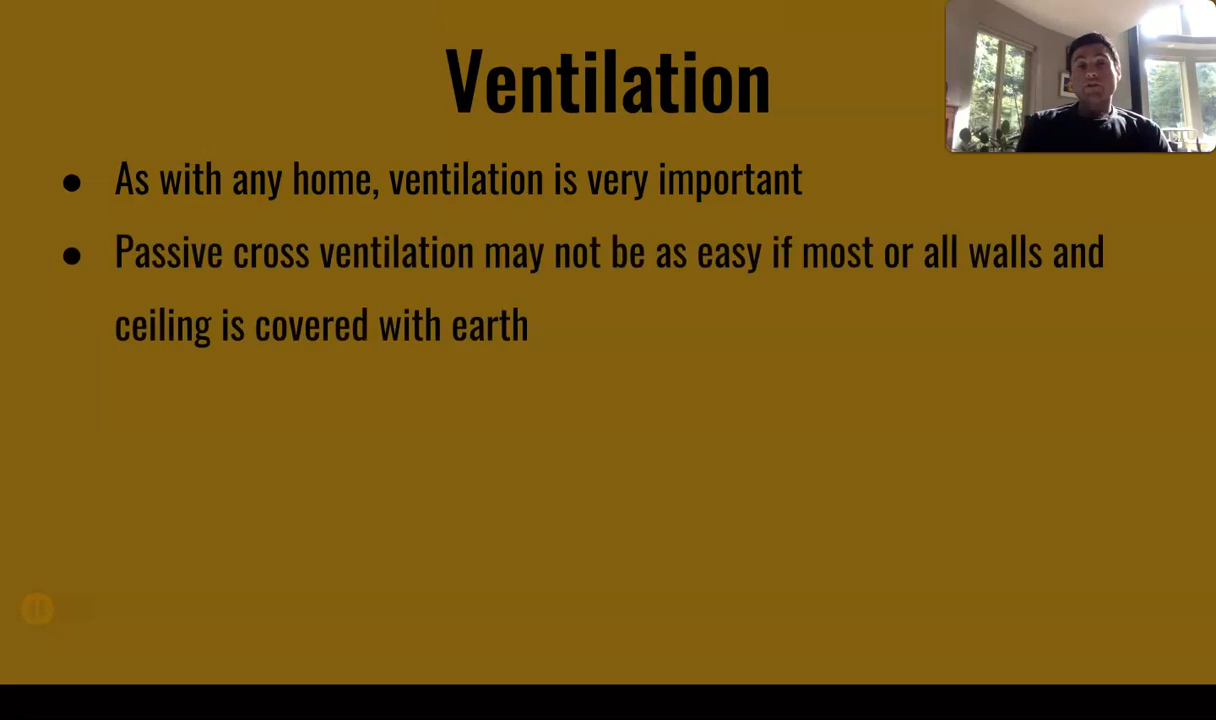 Ventilation
● As with any home, ventilation is very important
● Passive cross ventilation may not be as easy if most or all walls and
ceiling is covered with earth